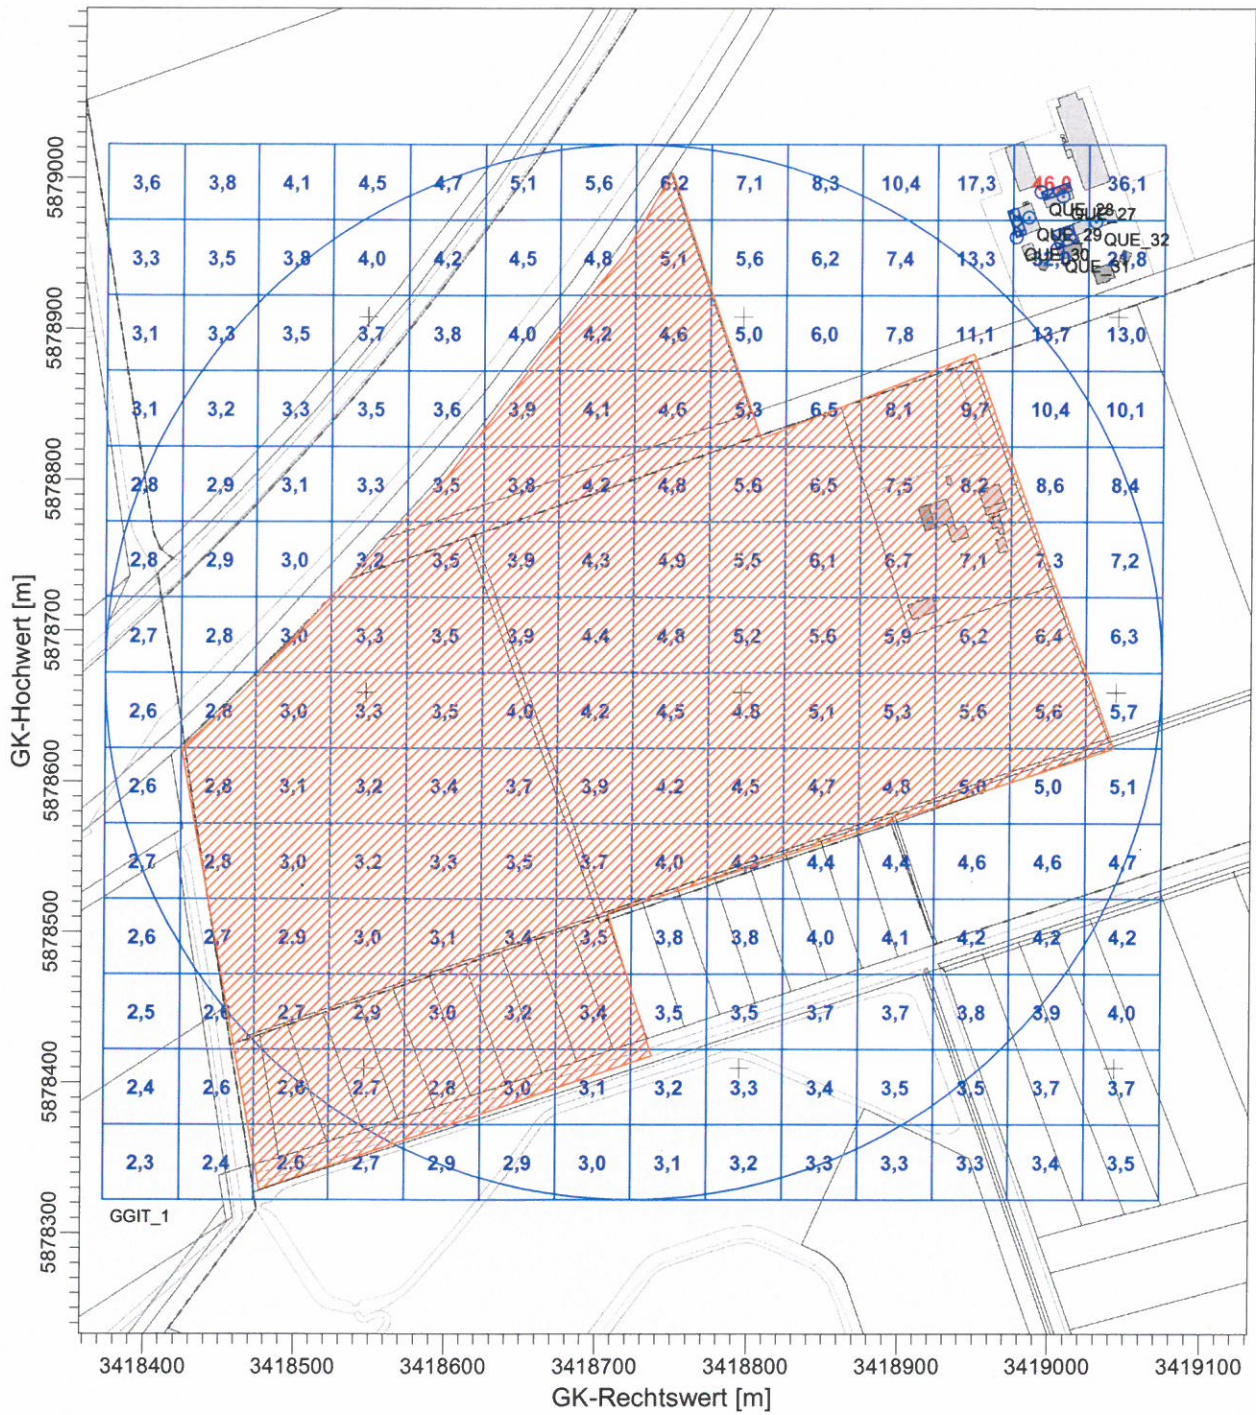 5879000
5878900
5878800
5878700
5878600
5878500
5878400
5878300
GK-Hochwert [m]
3,6 3,8 4,1 4,5 4,7 5,1 5,6 6,2 7,1 8,3 10,4 17,3 46,0 36,1
QUE_28 QUE_27
QUE_29 QUE_32
3,3 3,5 3,8 4,0 4,2 4,5 4,8 5,1 5,6 6,2 7,4 13,3
QUE_30
QUE_31
3,1 3,3 3,5 3,7 3,8 4,0 4,2 4,6 5,0 6,0 7,8 11,1 13,7 13,0
3,1 3,2 3,3 3,5 3,6 3,9 4,1 4,6 5,3 6,5 8,1 9,7 10,4 10,1
2,8 2,9 3,1 3,3 3,5 3,8 4,2 4,8 5,6 6,5 7,5 8,2 8,6 8,4
2,8 2,9 3,0 3,2 3,5 3,9 4,3 4,9 5,5 6,1 6,7 7,1 7,3 7,2
2,7 2,8 3,0 3,3 3,5 3,9 4,4 4,8 5,2 5,6 5,9 6,2 6,4 6,3
2,6 2,8 3,0 3,3 3,5 4,0 4,2 4,5 4,8 5,1 5,3 5,6 5,6 5,7
2,6 2,8 3,1 3,2 3,4 3,7 3,9 4,2 4,5 4,7 4,8 5,0 5,0 5,1
2,7 2,8 3,0 3,2 3,3 3,5 3,7 4,0 4,3 4,4 4,4 4,6 4,6 4,7
2,6 2,7 2,9 3,0 3,1 3,4 3,5 3,8 3,8 4,0 4,1 4,2 4,2 4,2
2,5 2,6 2,7 2,9 3,0 3,2 3,4 3,5 3,5 3,7 3,7 3,8 3,9 4,0
2,4 2,6 2,6 2,7 2,8 3,0 3,1 3,2 3,3 3,4 3,5 3,5 3,7 3,7
2,3 2,4 2,6 2,7 2,9 2,9 3,0 3,1 3,2 3,3 3,3 3,3 3,4 3,5
GGIT_1
3418400 3418500 3418600 3418700 3418800 3418900 3419000 3419100
GK-Rechtswert [m]